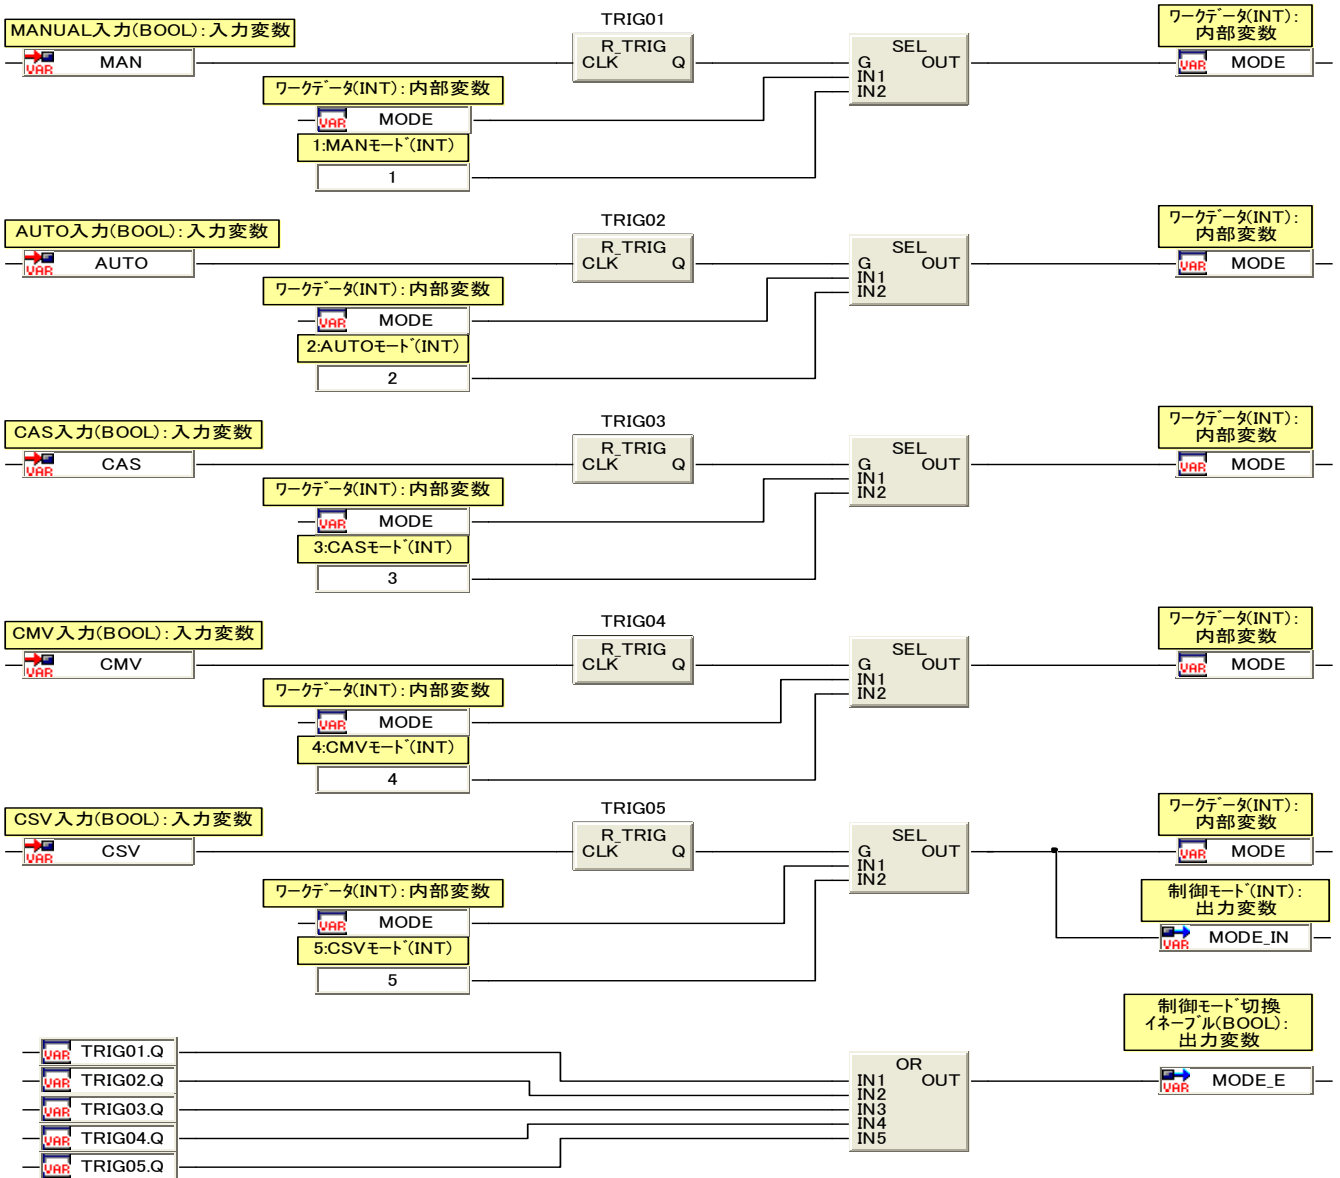 TRIG01
MANUAL入力(BOOL):入力変数
VAR MAN
R_TRIG
CLK Q
SEL
G OUT
IN1
IN2
ワークデータ(INT):
内部変数
VAR MODE
ワークデータ(INT):内部変数
VAR MODE
1:MANモード(INT)
1
TRIG02
AUTO入力(BOOL):入力変数
VAR AUTO
R_TRIG
CLK Q
SEL
G OUT
IN1
IN2
ワークデータ(INT):
内部変数
VAR MODE
ワークデータ(INT):内部変数
VAR MODE
2:AUTOモード(INT)
2
TRIG03
CAS入力(BOOL):入力変数
VAR CAS
R_TRIG
CLK Q
SEL
G OUT
IN1
IN2
ワークデータ(INT):
内部変数
VAR MODE
ワークデータ(INT):内部変数
VAR MODE
3:CASモード(INT)
3
TRIG04
CMV入力(BOOL):入力変数
VAR CMV
R_TRIG
CLK Q
SEL
G OUT
IN1
IN2
ワークデータ(INT):
内部変数
VAR MODE
ワークデータ(INT):内部変数
VAR MODE
4:CMVモード(INT)
4
TRIG05
CSV入力(BOOL):入力変数
VAR CSV
R_TRIG
CLK Q
SEL
G OUT
IN1
IN2
ワークデータ(INT):
内部変数
VAR MODE
ワークデータ(INT):内部変数
VAR MODE
5:CSVモード(INT)
5
制御モード(INT):
出力変数
VAR MODE_IN
制御モード切換
イネーブル(BOOL):
出力変数
VAR MODE_E
VAR TRIG01.Q
VAR TRIG02.Q
VAR TRIG03.Q
VAR TRIG04.Q
VAR TRIG05.Q
OR
IN1 OUT
IN2
IN3
IN4
IN5